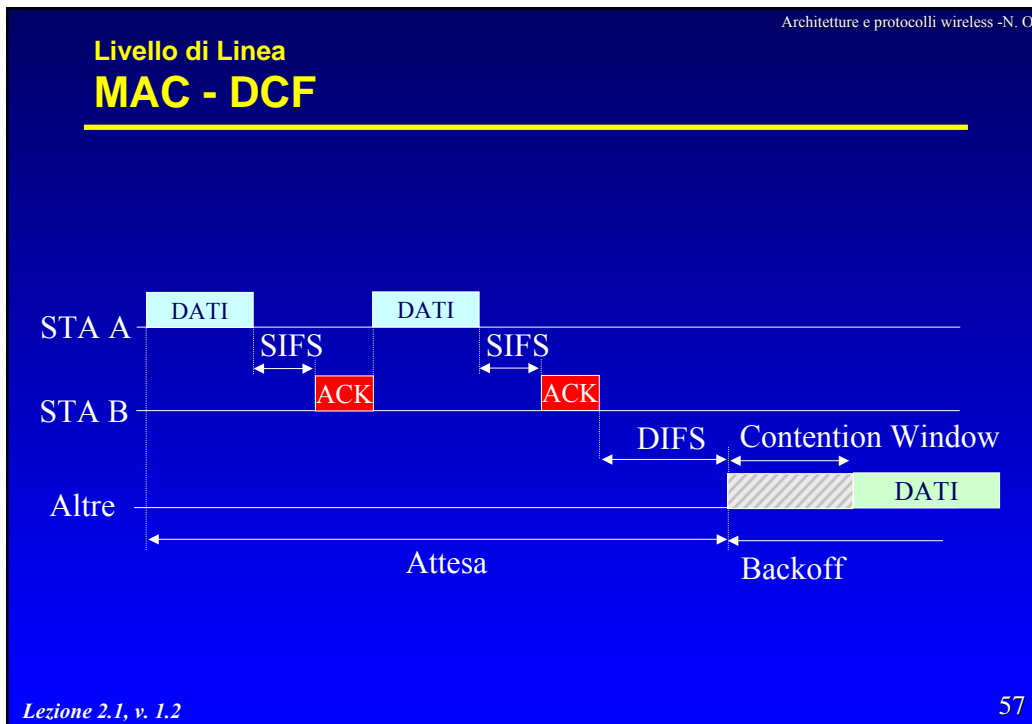 Architetture e protocolli wireless -N. O
Livello di Linea
MAC - DCF
DATI DATI
STA A
SIFS SIFS
ACK ACK
STA B
DIFS Contention Window
DATI
Altre
Attesa Backoff
Lezione 2.1, v. 1.2 57